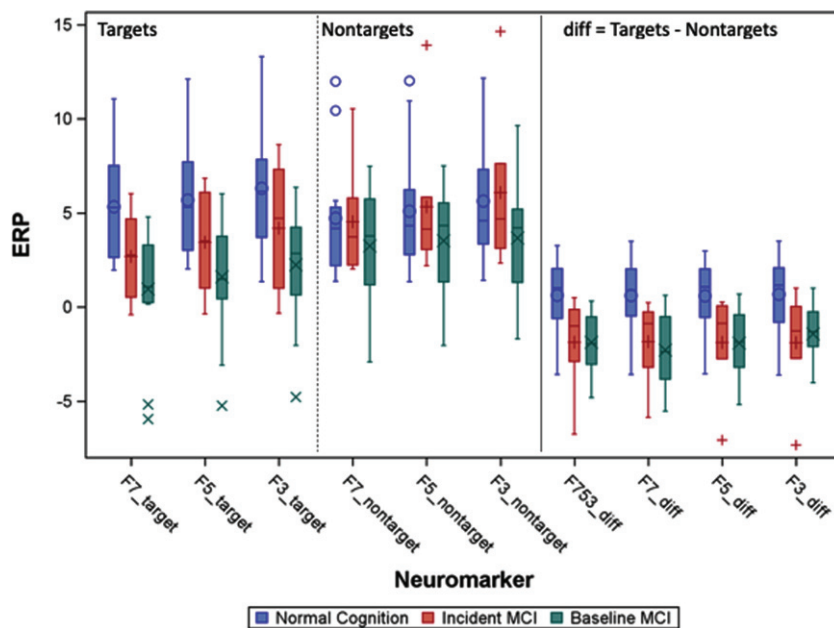 Targets
Nontargets
diff = Targets - Nontargets
15
10
5
0
-5
ERP
F7_target
F5_target
F3_target
F7_nontarget
F5_nontarget
F3_nontarget
F753_diff
F7_diff
F5_diff
F3_diff
Neuromarker
Normal Cognition Incident MCI Baseline MCI